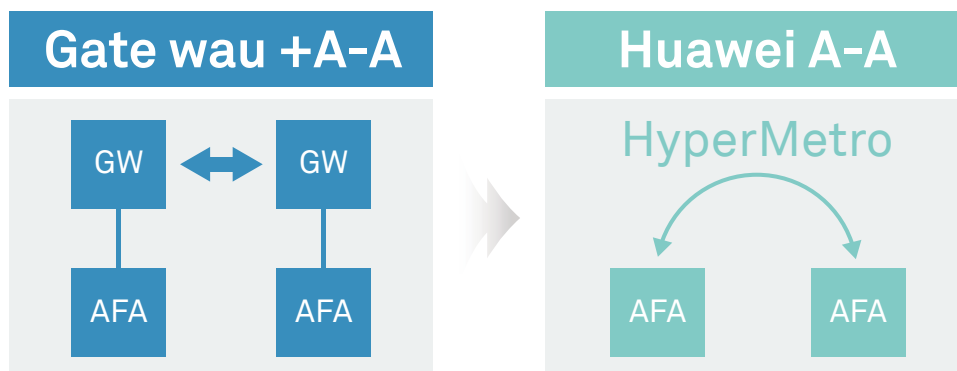 Gate wau +A-A
GW
GW
AFA
AFA
Huawei A-A
HyperMetro
AFA
AFA